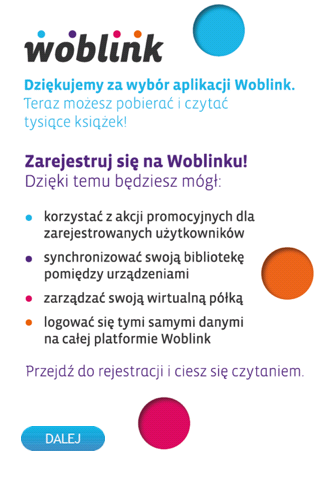 woblink
Dziękujemy za wybór aplikacji Woblink.
Teraz możesz pobierać i czytać
tysiące książek!
Zarejestruj się na Woblinku!
Dzięki temu będziesz mógł:
korzystać z akcji promocyjnych dla
zarejestrowanych użytkowników
synchronizować swoją bibliotekę
pomiędzy urządzeniami
zarządzać swoją wirtualną półką
logować się tymi samymi danymi
na całej platformie Woblink
Przejdź do rejestracji i ciesz się czytaniem.
DALEJ